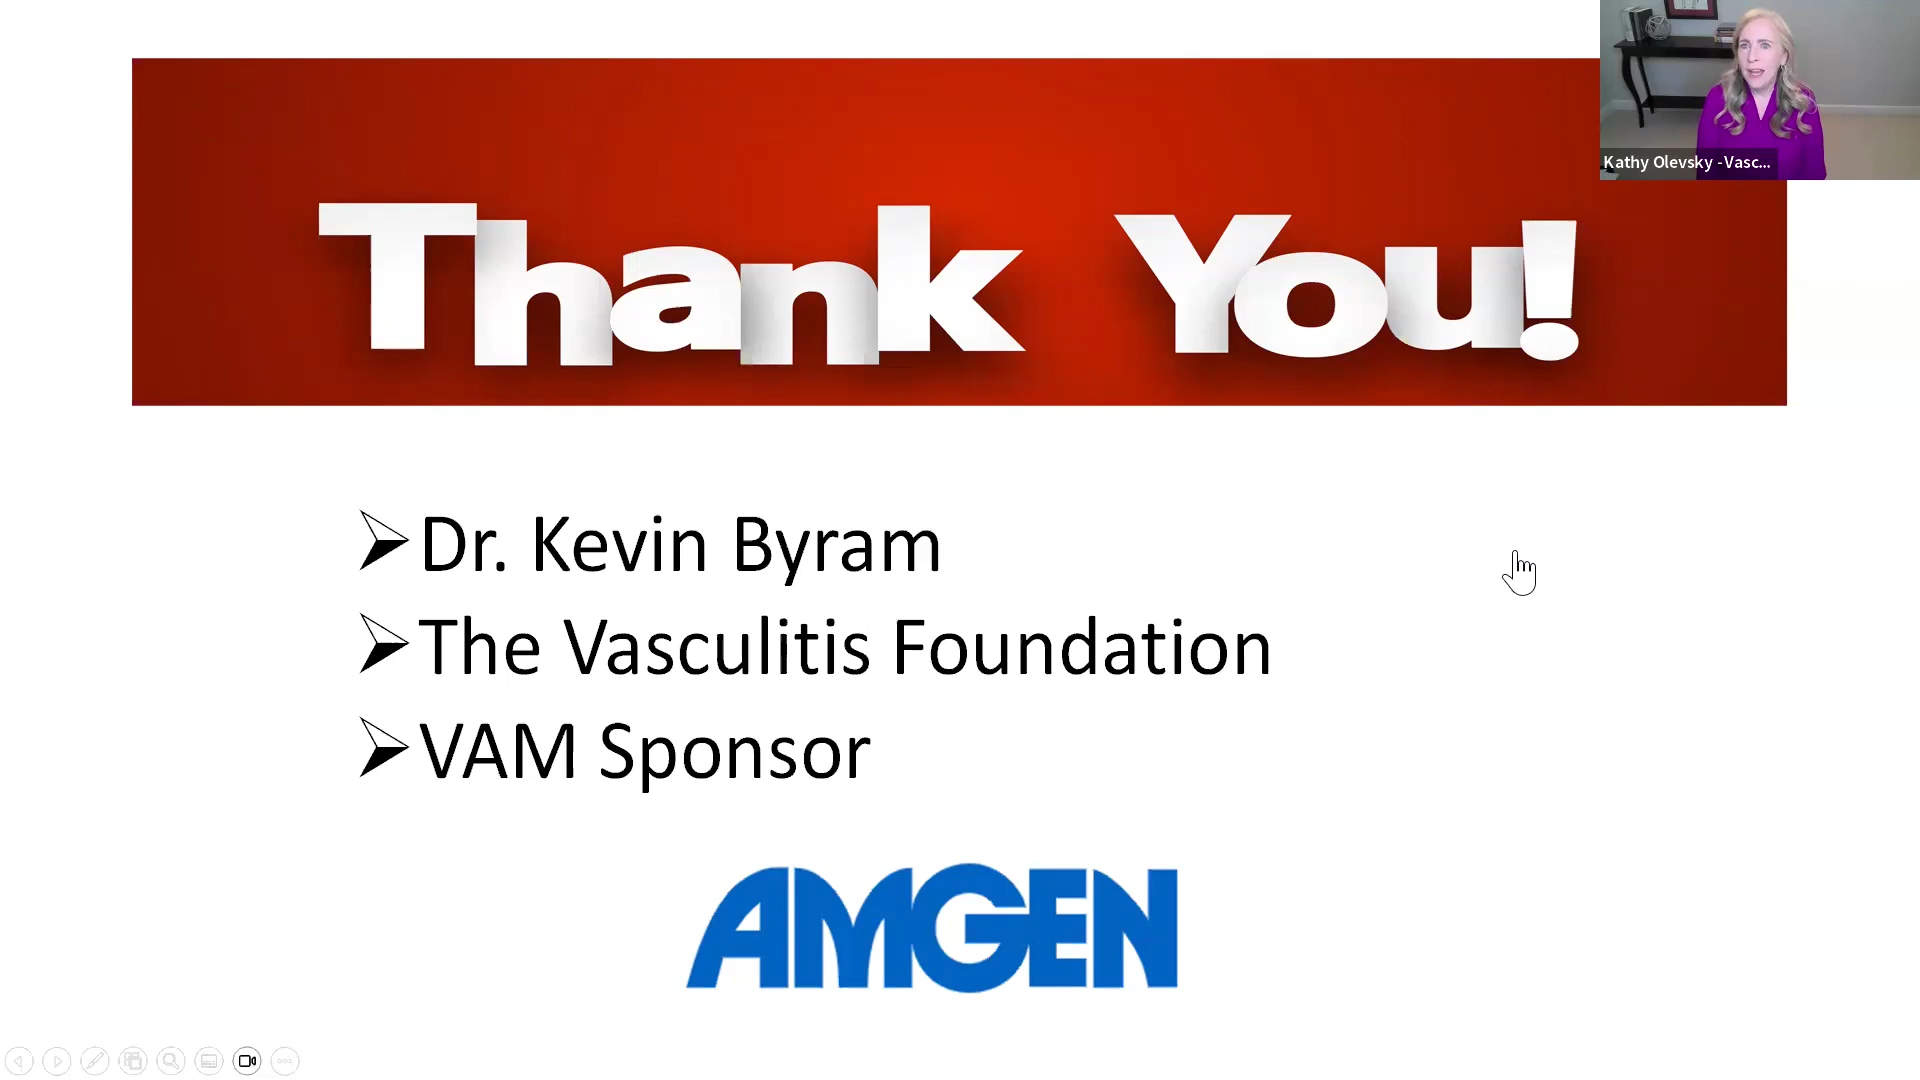 Thank You!
Kathy Olevsky -Vasc...
Dr. Kevin Byram
The Vasculitis Foundation
VAM Sponsor
AMGEN